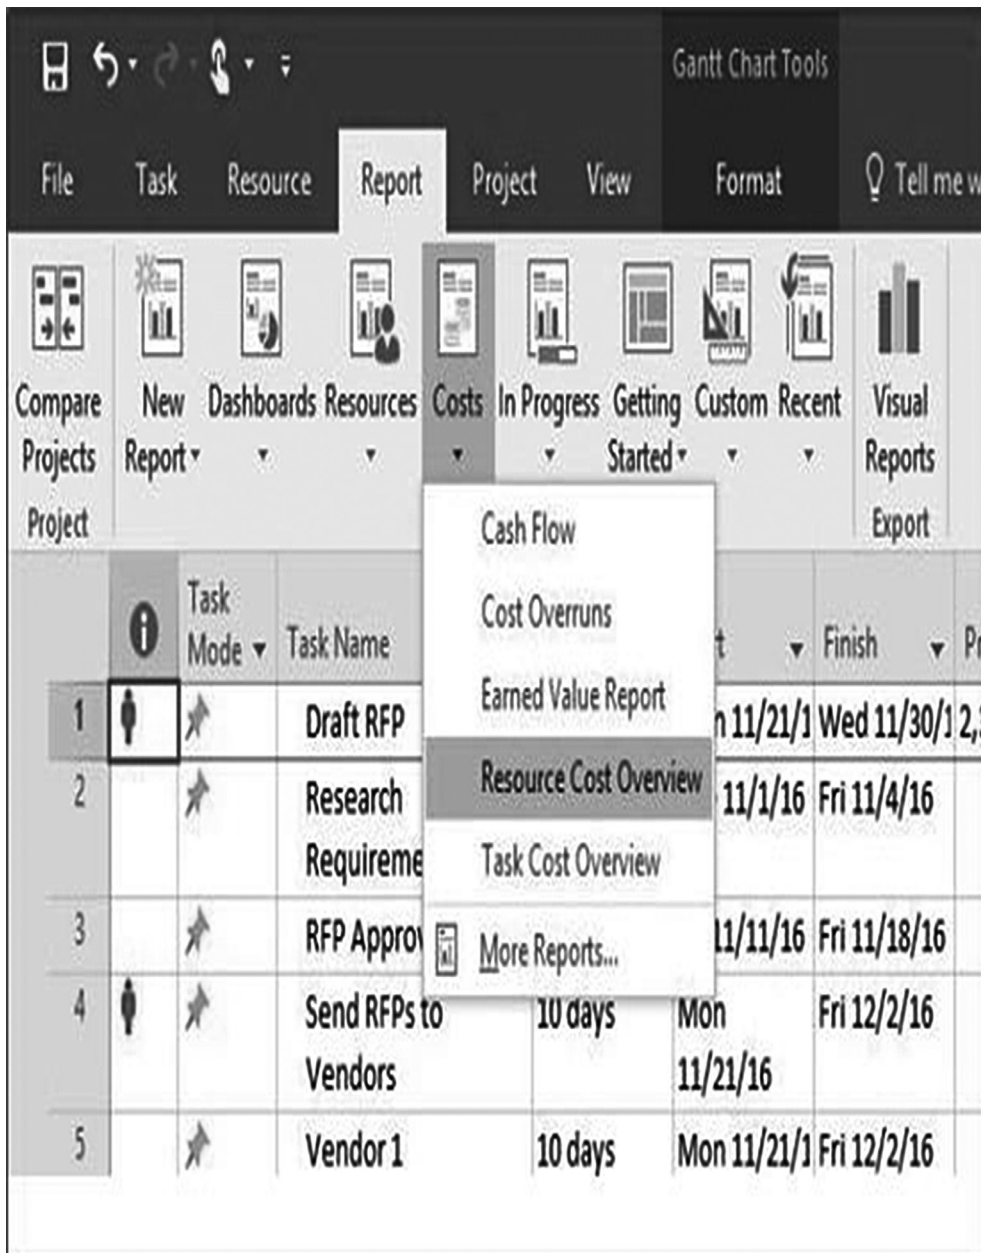 Gantt Chart Tools
File Task Resource Report Project View Format Tell me w
Compare Projects
New Report
Dashboards
Resources
Costs
In Progress
Getting Started
Custom
Recent
Visual Reports
Project
Export
Cash Flow
Cost Overruns
Earned Value Report
Resource Cost Overview
Task Cost Overview
More Reports...
Task Mode Task Name t Finish Pr
1 Draft RFP n 11/21/1 Wed 11/30/1 2,
2 Research 11/1/16 Fri 11/4/16
Requireme
3 RFP Approv 11/11/16 Fri 11/18/16
4 Send RFPs to 10 days Mon Fri 12/2/16
Vendors 11/21/16
5 Vendor 1 10 days Mon 11/21/1 Fri 12/2/16